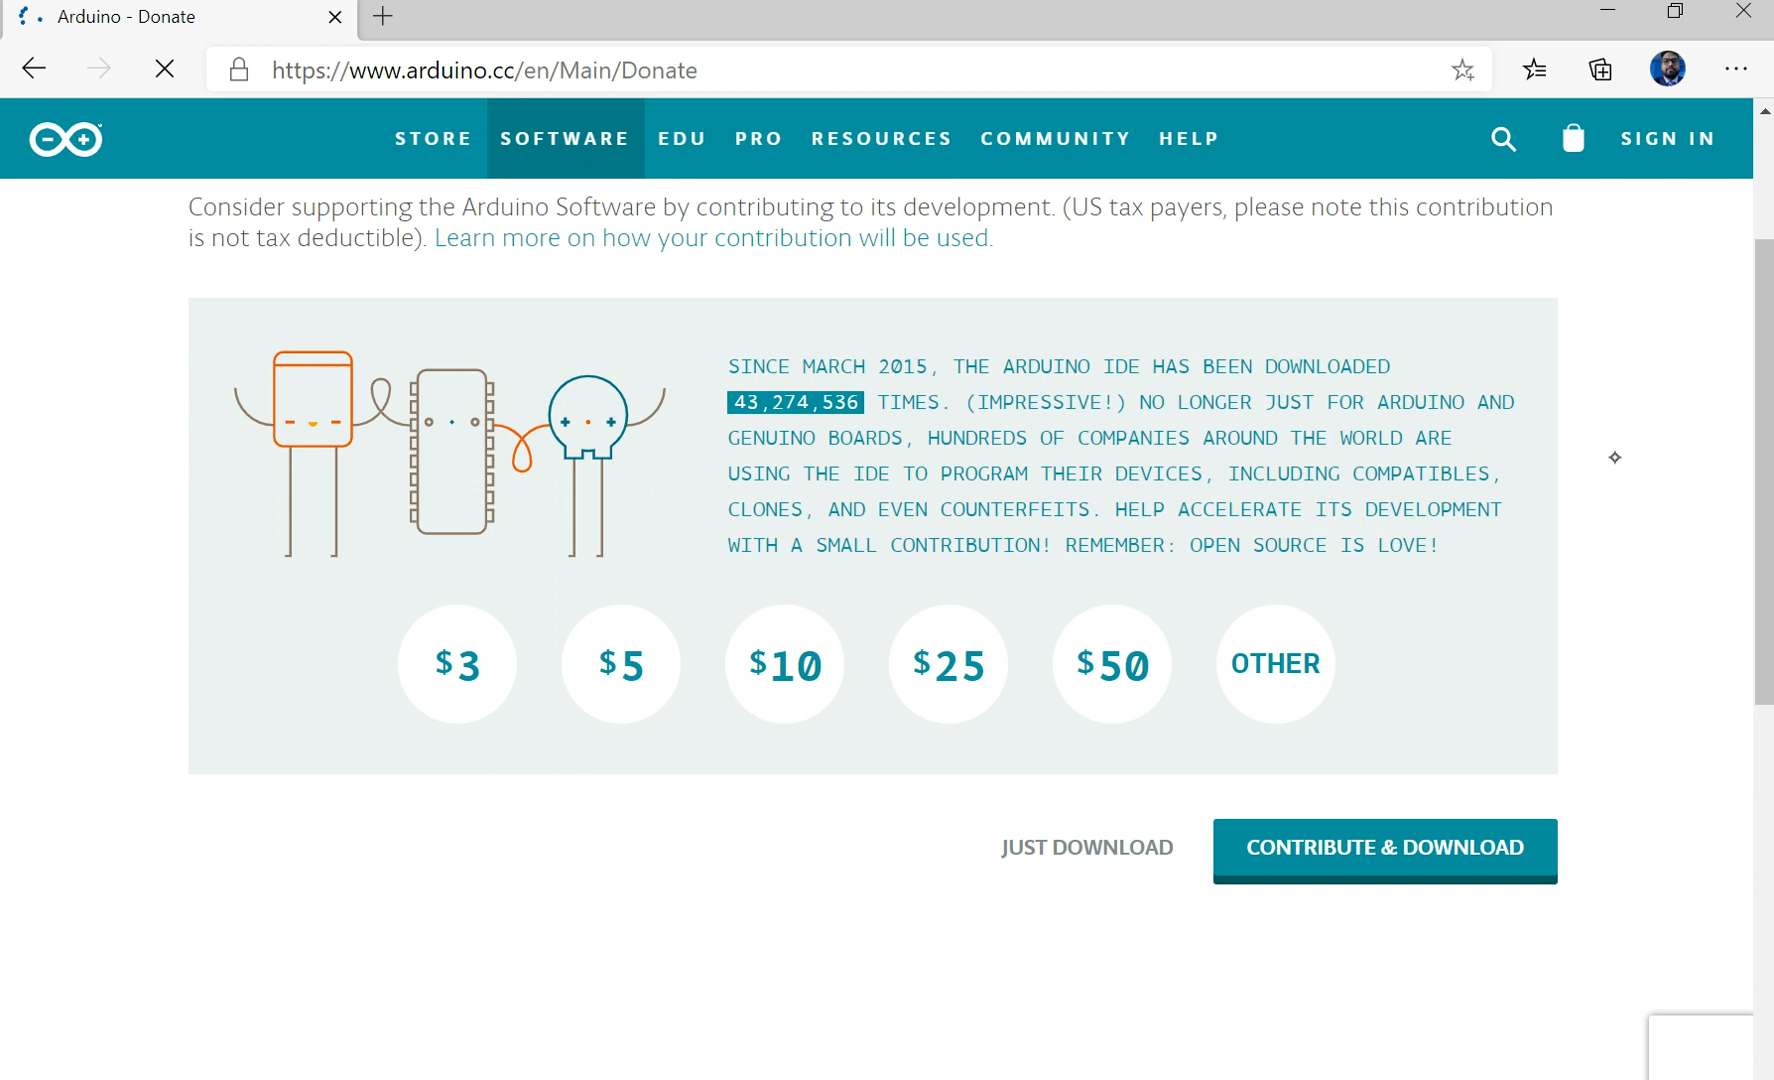 Arduino - Donate
https://www.arduino.cc/en/Main/Donate
STORE SOFTWARE EDU PRO RESOURCES COMMUNITY HELP SIGN IN
Consider supporting the Arduino Software by contributing to its development. (US tax payers, please note this contribution
is not tax deductible). Learn more on how your contribution will be used.
SINCE MARCH 2015, THE ARDUINO IDE HAS BEEN DOWNLOADED
43,274,536 TIMES. (IMPRESSIVE!) NO LONGER JUST FOR ARDUINO AND
GENUINO BOARDS, HUNDREDS OF COMPANIES AROUND THE WORLD ARE
USING THE IDE TO PROGRAM THEIR DEVICES, INCLUDING COMPATIBLES,
CLONES, AND EVEN COUNTERFEITS. HELP ACCELERATE ITS DEVELOPMENT
WITH A SMALL CONTRIBUTION! REMEMBER: OPEN SOURCE IS LOVE!
$3 $5 $10 $25 $50 OTHER
JUST DOWNLOAD CONTRIBUTE & DOWNLOAD